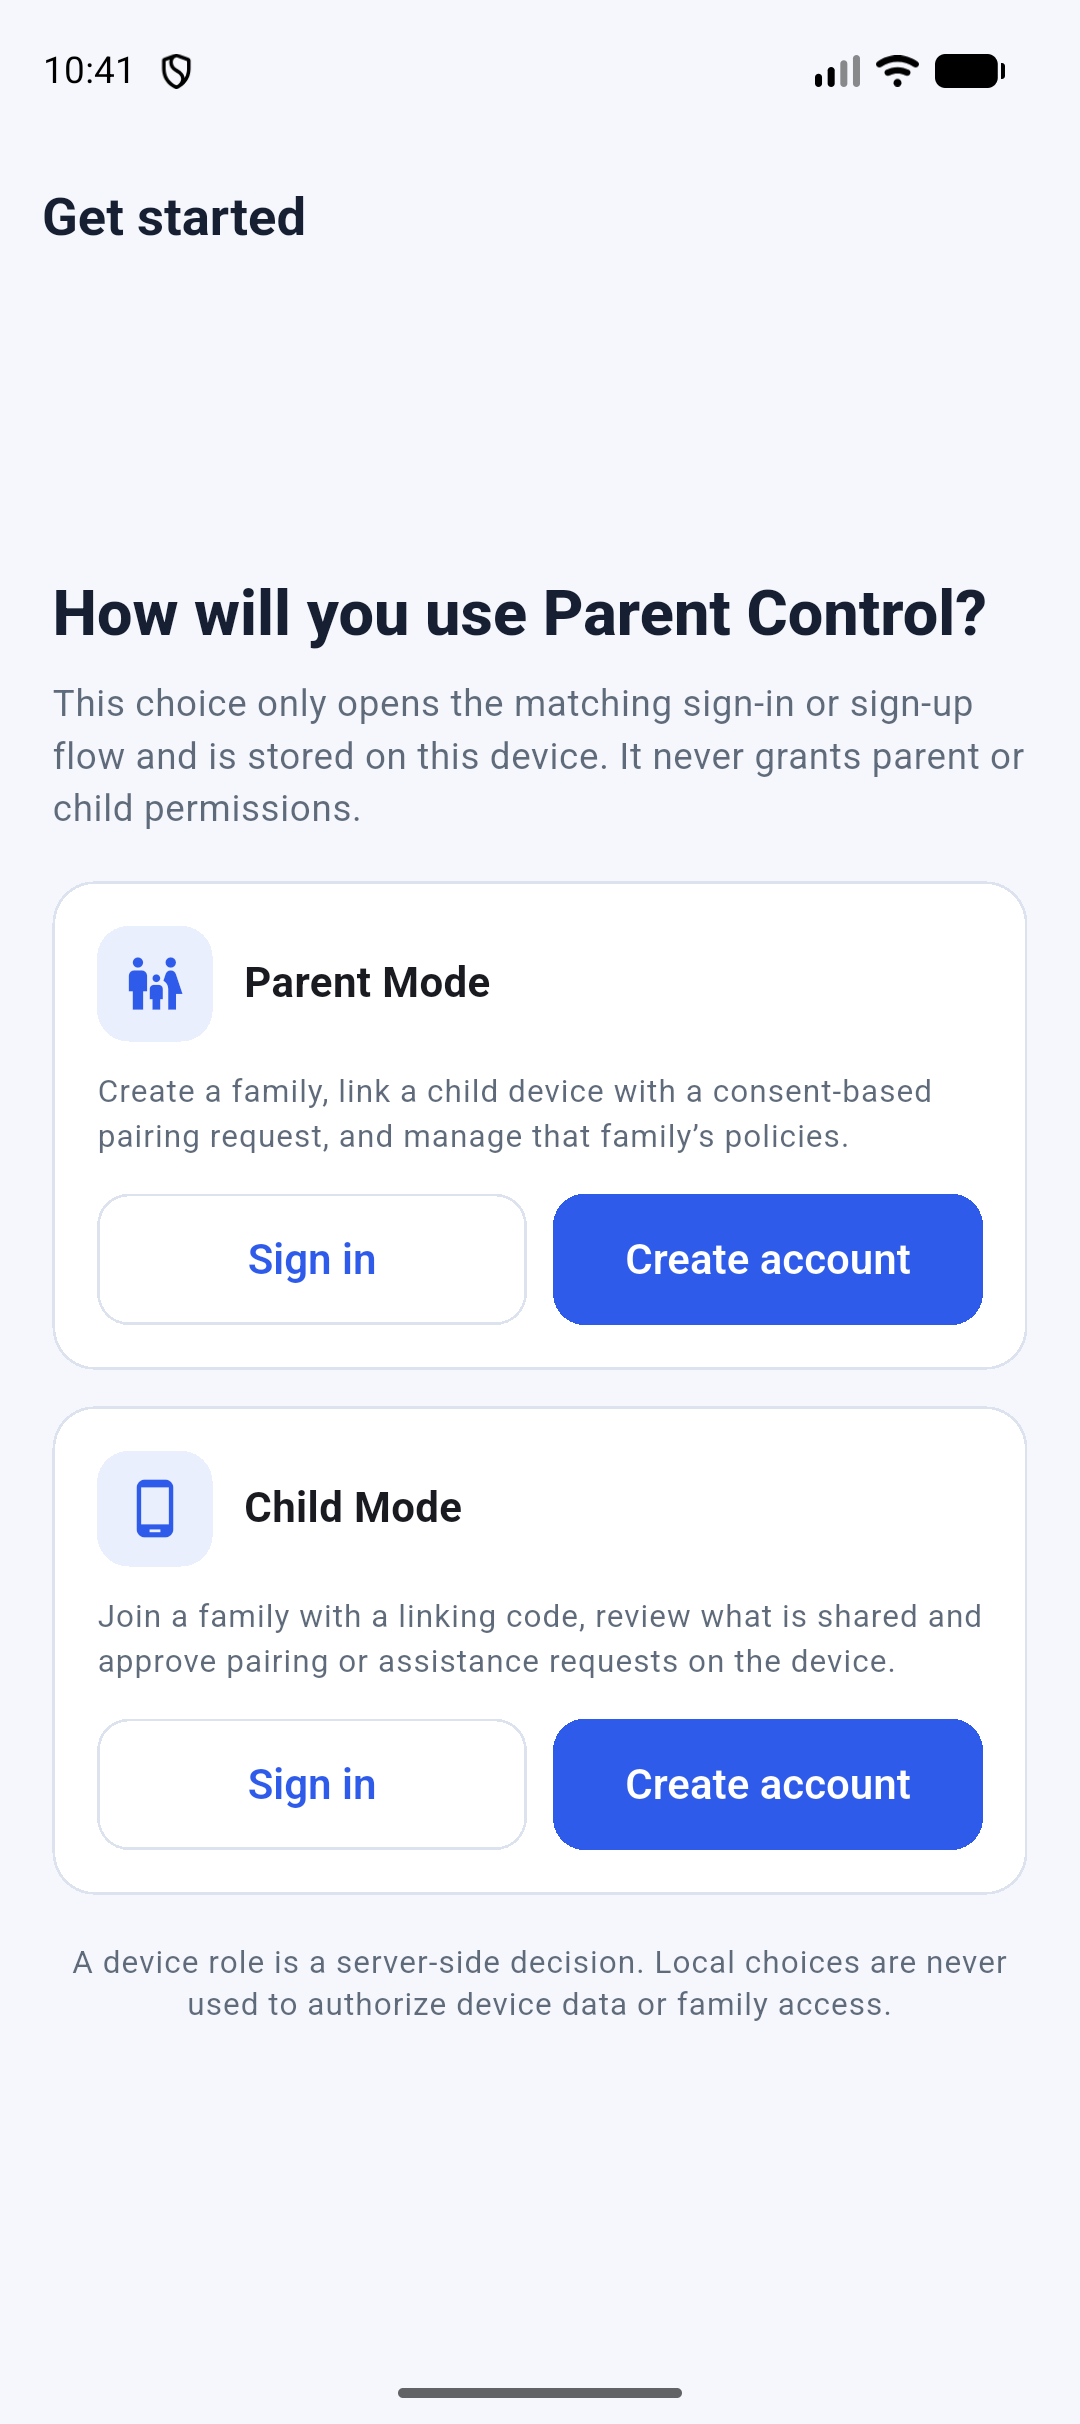 10:41
Get started
How will you use Parent Control?
This choice only opens the matching sign-in or sign-up
flow and is stored on this device. It never grants parent or
child permissions.
Parent Mode
Create a family, link a child device with a consent-based
pairing request, and manage that family’s policies.
Sign in
Create account
Child Mode
Join a family with a linking code, review what is shared and
approve pairing or assistance requests on the device.
Sign in
Create account
A device role is a server-side decision. Local choices are never
used to authorize device data or family access.